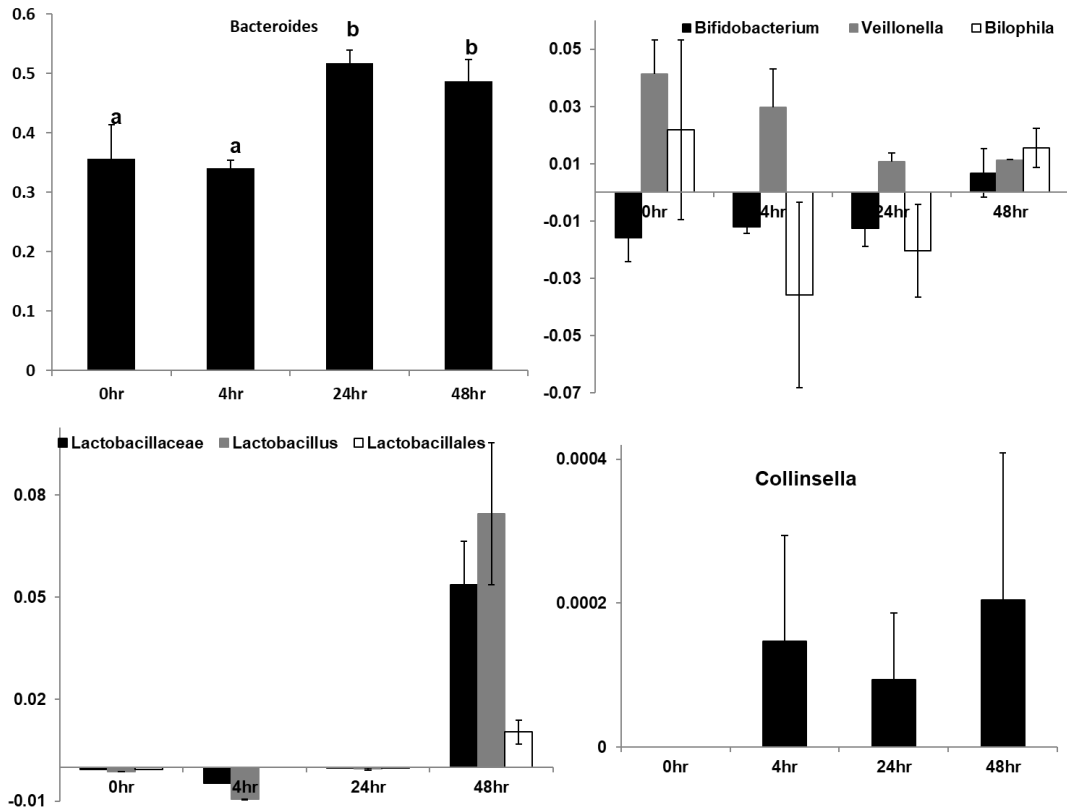 0.6
Bacteroides
b
b
0.5
a
0.4
a
0.3
0.2
0.1
0
0hr
4hr
24hr
48hr
Bifidobacterium Veillonella Bilophila
0.05
0.03
0.01
-0.01
0hr
4hr
24hr
48hr
-0.03
-0.05
-0.07
Lactobacillaceae Lactobacillus Lactobacillales
0.08
0.05
0.02
0hr
4hr
24hr
48hr
-0.01
0.0004
Collinsella
0.0002
0
0hr
4hr
24hr
48hr